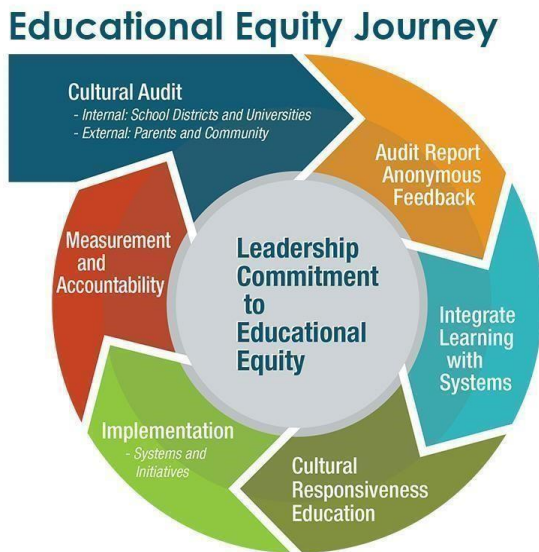 Educational Equity Journey
Cultural Audit
- Internal: School Districts and Universities
- External: Parents and Community
Audit Report
Anonymous
Feedback
Integrate
Learning
with
Systems
Cultural
Responsiveness
Education
Implementation
- Systems and
Initiatives
Measurement
and
Accountability
Leadership
Commitment
to
Educational
Equity